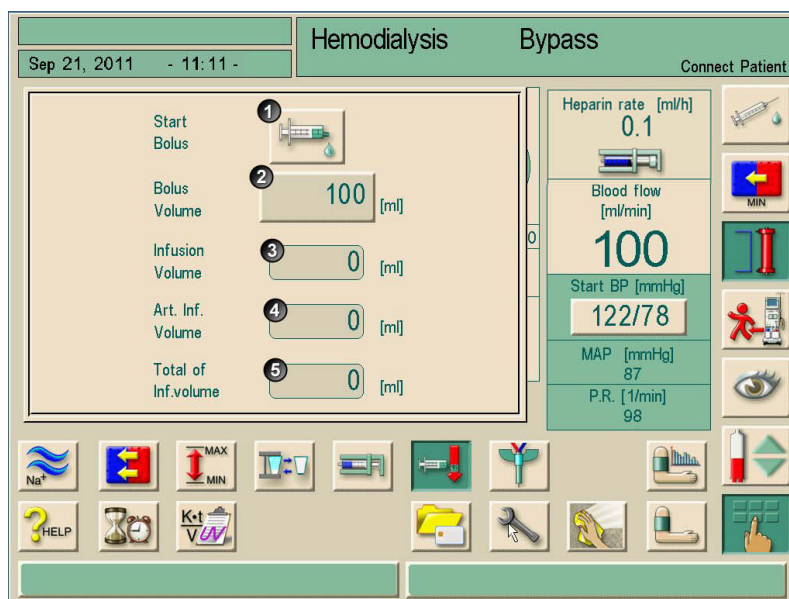 Hemodialysis Bypass
Sep 21, 2011 - 11:11 -
Connect Patient
1
Start
Bolus
2
Bolus
Volume
100 [ml]
3
Infusion
Volume
0 [ml]
4
Art. Inf.
Volume
0 [ml]
5
Total of
Inf.volume
0 [ml]
0
Heparin rate [ml/h]
0.1
Blood flow
[ml/min]
100
Start BP [mmHg]
122/78
MAP [mmHg]
87
P.R. [1/min]
98
MIN
Na+
MAX
MIN
HELP
K•t
V
UV